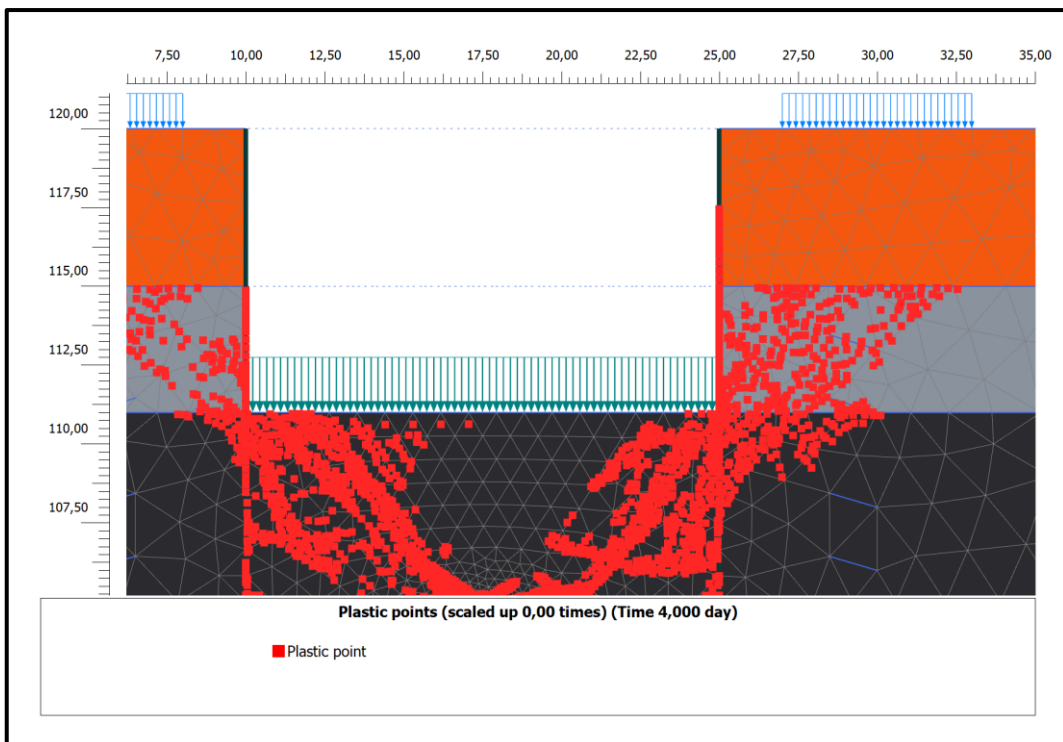 7,50 10,00 12,50 15,00 17,50 20,00 22,50 25,00 27,50 30,00 32,50 35,00
120,00
117,50
115,00
112,50
110,00
107,50
Plastic points (scaled up 0,00 times) (Time 4,000 day)
Plastic point